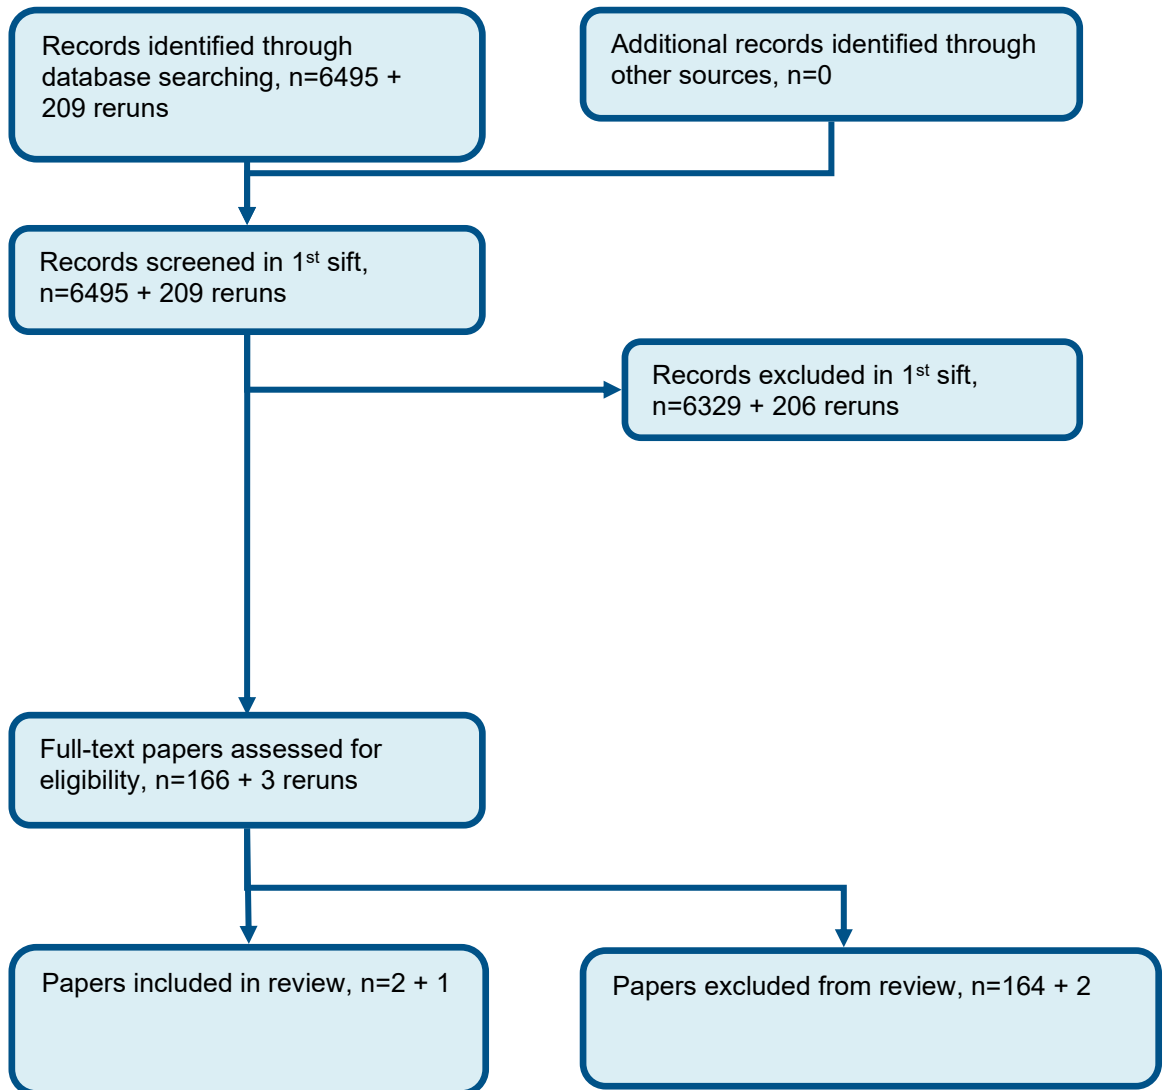 Records identified through
database searching, n=6495 +
209 reruns
Additional records identified through
other sources, n=0
Records screened in 1st sift,
n=6495 + 209 reruns
Records excluded in 1st sift,
n=6329 + 206 reruns
Full-text papers assessed for
eligibility, n=166 + 3 reruns
Papers included in review, n=2 + 1
Papers excluded from review, n=164 + 2